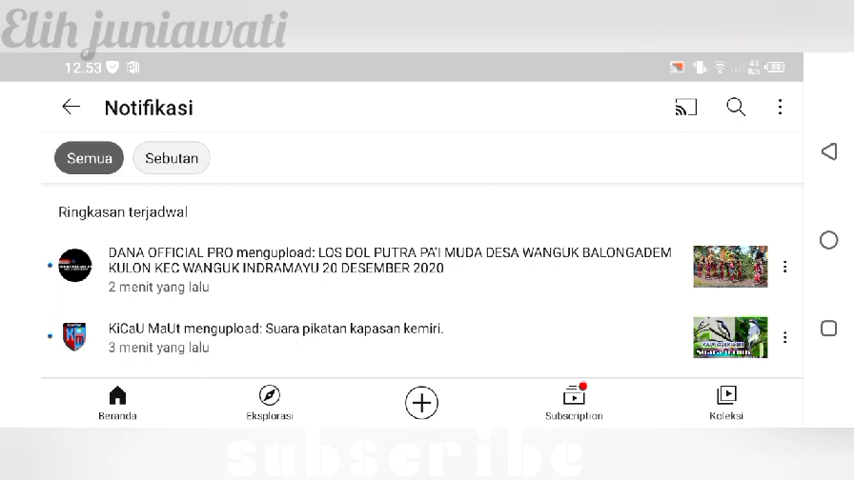 Elih juniawati
12.53
4.1
B/s
Notifikasi
Semua
Sebutan
Ringkasan terjadwal
DANA OFFICIAL PRO mengupload: LOS DOL PUTRA PA'I MUDA DESA WANGUK BALONGADEM
KULON KEC WANGUK INDRAMAYU 20 DESEMBER 2020
2 menit yang lalu
KiCaU MaUt mengupload: Suara pikatan kapasan kemiri.
3 menit yang lalu
Beranda
Eksplorasi
Subscription
Koleksi
subscribe